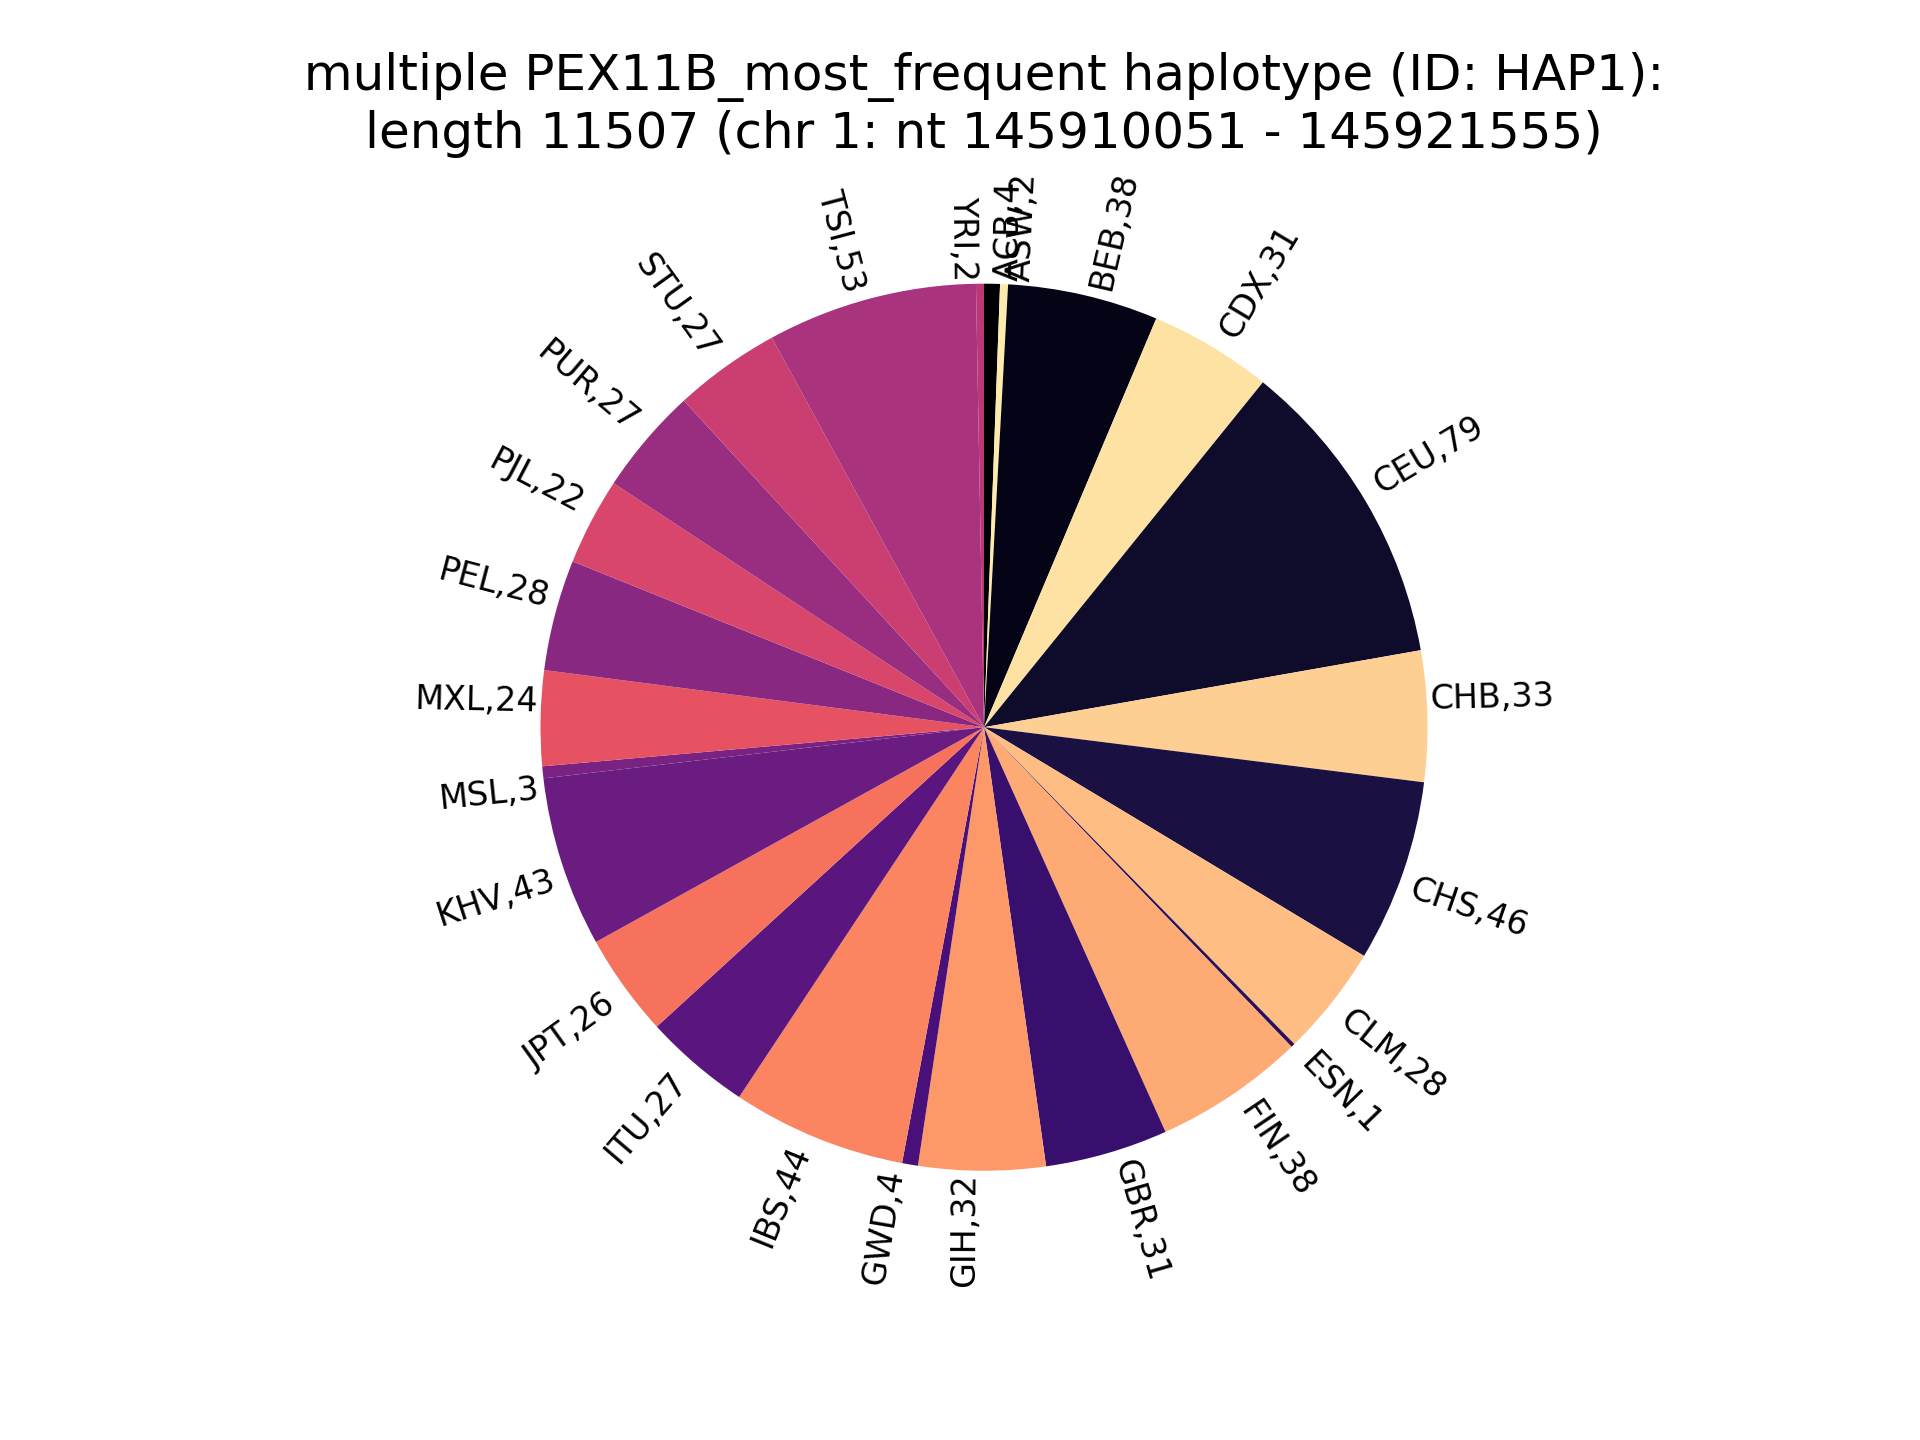 multiple PEX11B_most_frequent haplotype (ID: HAP1):
length 11507 (chr 1: nt 145910051 - 145921555)
ACB,4
ASW,2
BEB,38
CDX,31
CEU,79
CHB,33
CHS,46
CLM,28
ESN,1
FIN,38
GBR,31
GIH,32
GWD,4
IBS,44
ITU,27
JPT,26
KHV,43
MSL,3
MXL,24
PEL,28
PJL,22
PUR,27
STU,27
TSI,53
YRI,2